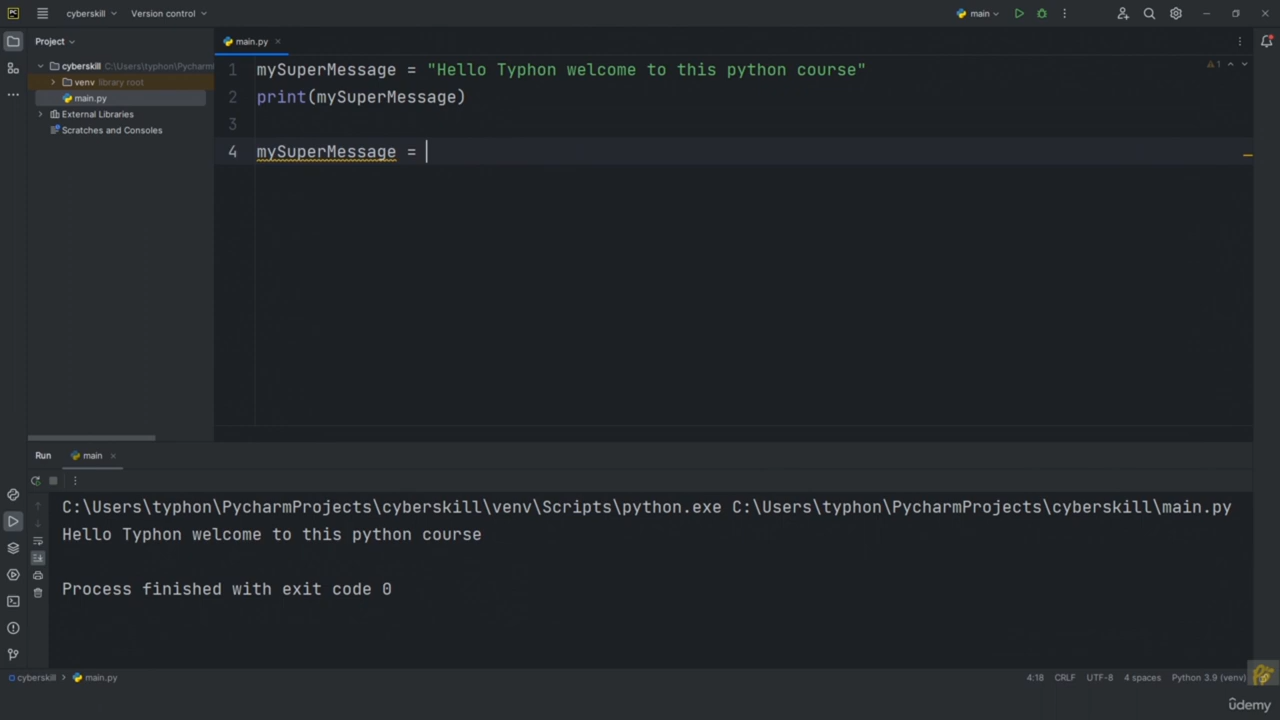 cyberskill
Version control
main
Project
main.py
cyberskill C:\Users\typhon\Pycharm
venv library root
main.py
External Libraries
Scratches and Consoles
1 mySuperMessage = "Hello Typhon welcome to this python course"
1
2 print(mySuperMessage)
3
4 mySuperMessage =
Run
main
C:\Users\typhon\PycharmProjects\cyberskill\venv\Scripts\python.exe C:\Users\typhon\PycharmProjects\cyberskill\main.py
Hello Typhon welcome to this python course
Process finished with exit code 0
cyberskill
main.py
4:18 CRLF UTF-8 4 spaces Python 3.9 (venv)
ûdemy